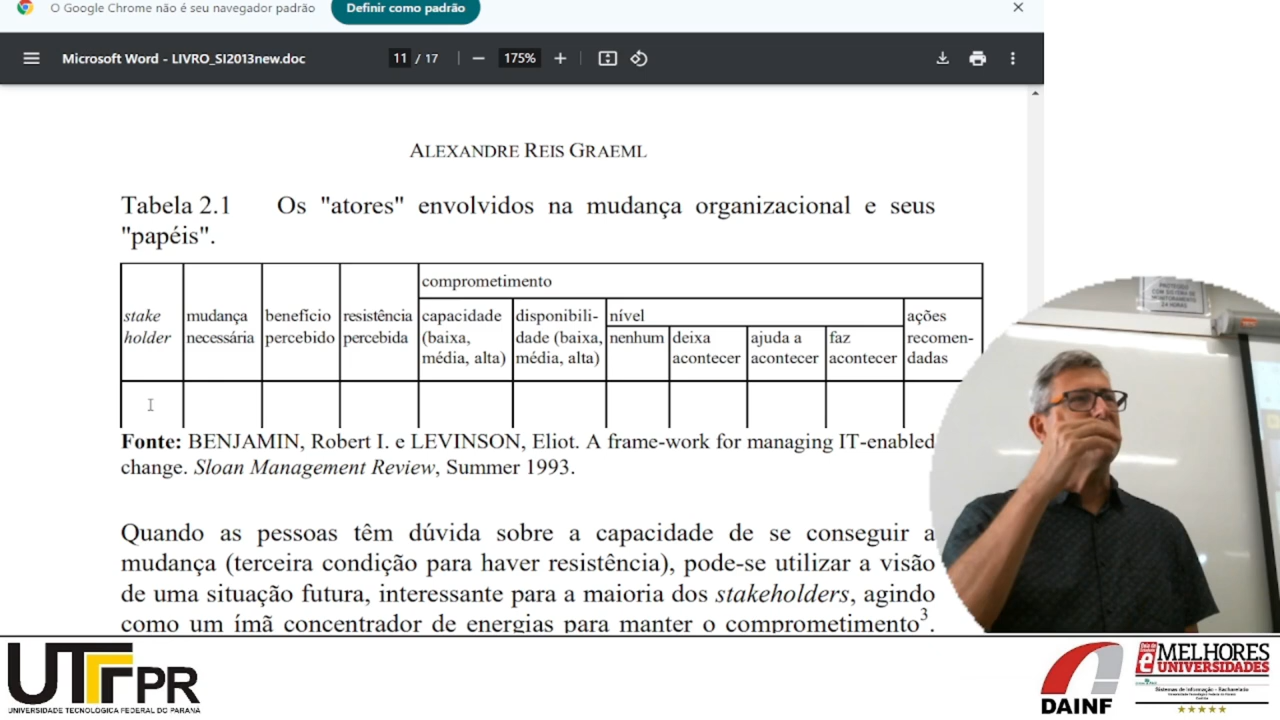 O Google Chrome não é seu navegador padrão
Definir como padrão
Microsoft Word - LIVRO_SI2013new.doc
11 / 17
175%
ALEXANDRE REIS GRAEML
Tabela 2.1 Os "atores" envolvidos na mudança organizacional e seus
"papéis".
stake
holder
mudança
necessária
benefício
percebido
resistência
percebida
comprometimento
capacidade
(baixa,
média, alta)
disponibili-
dade (baixa,
média, alta)
nível
nenhum
deixa
acontecer
ajuda a
acontecer
faz
acontecer
ações
recomen-
dadas
Fonte: BENJAMIN, Robert I. e LEVINSON, Eliot. A frame-work for managing IT-enabled
change. Sloan Management Review, Summer 1993.
Quando as pessoas têm dúvida sobre a capacidade de se conseguir a
mudança (terceira condição para haver resistência), pode-se utilizar a visão
de uma situação futura, interessante para a maioria dos stakeholders, agindo
como um ímã concentrador de energias para manter o comprometimento³.
UTFPR
UNIVERSIDADE TECNOLÓGICA FEDERAL DO PARANÁ
DAINF
MELHORES
UNIVERSIDADES
Sistemas de Informação - Bacharelado